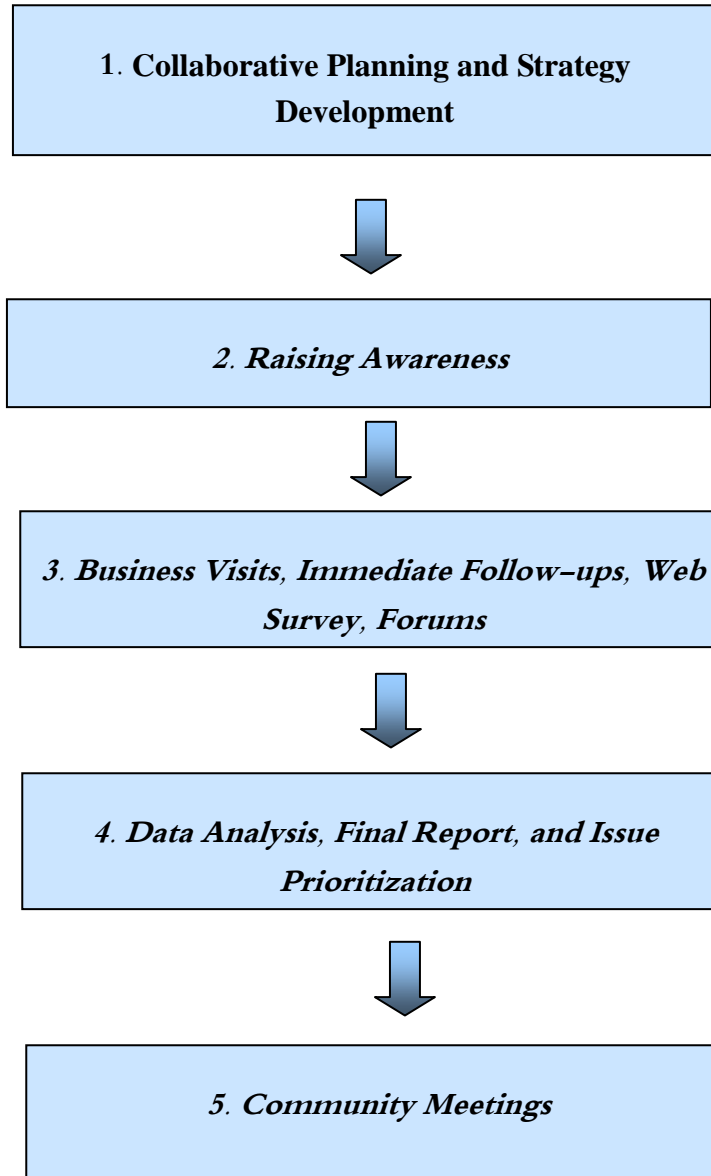 1. Collaborative Planning and Strategy
Development
2. Raising Awareness
3. Business Visits, Immediate Follow-ups, Web
Survey, Forums
4. Data Analysis, Final Report, and Issue
Prioritization
5. Community Meetings